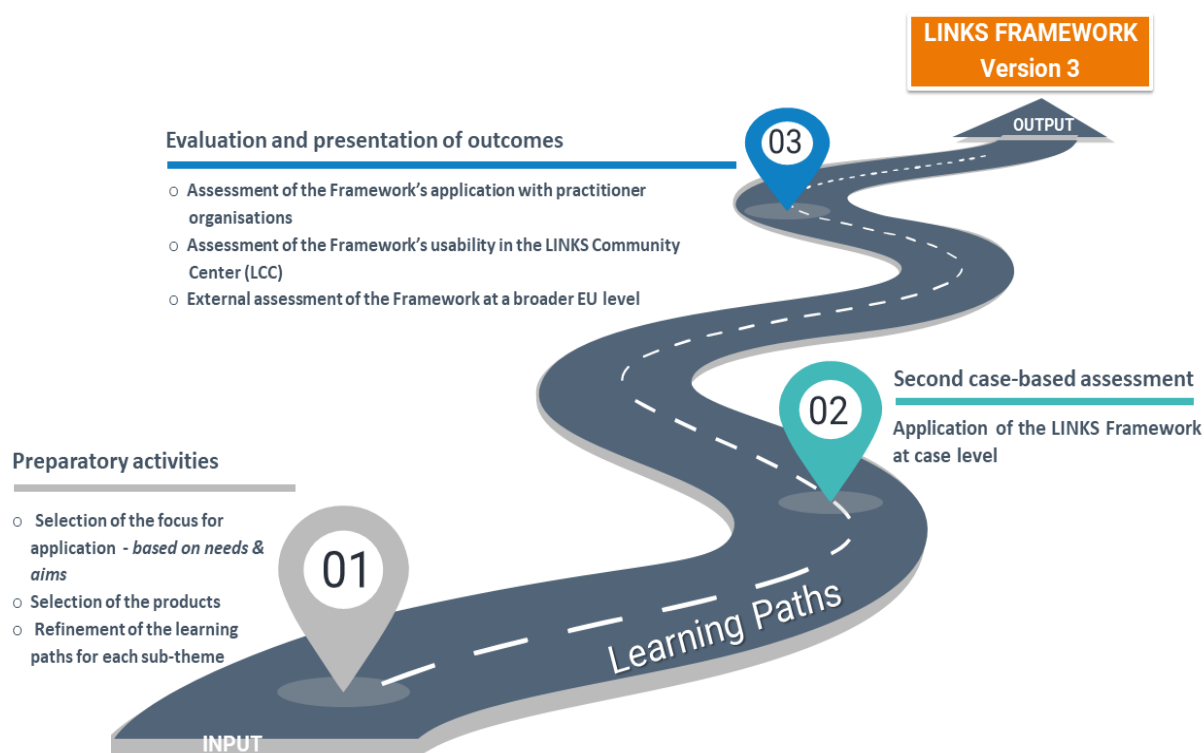 LINKS FRAMEWORK
Version 3
OUTPUT
03
Evaluation and presentation of outcomes
o Assessment of the Framework's application with practitioner
organisations
o Assessment of the Framework's usability in the LINKS Community
Center (LCC)
o External assessment of the Framework at a broader EU level
02
Second case-based assessment
Application of the LINKS Framework
at case level
Preparatory activities
o Selection of the focus for
application - based on needs &
aims
o Selection of the products
o Refinement of the learning
paths for each sub-theme
01
Learning Paths
INPUT